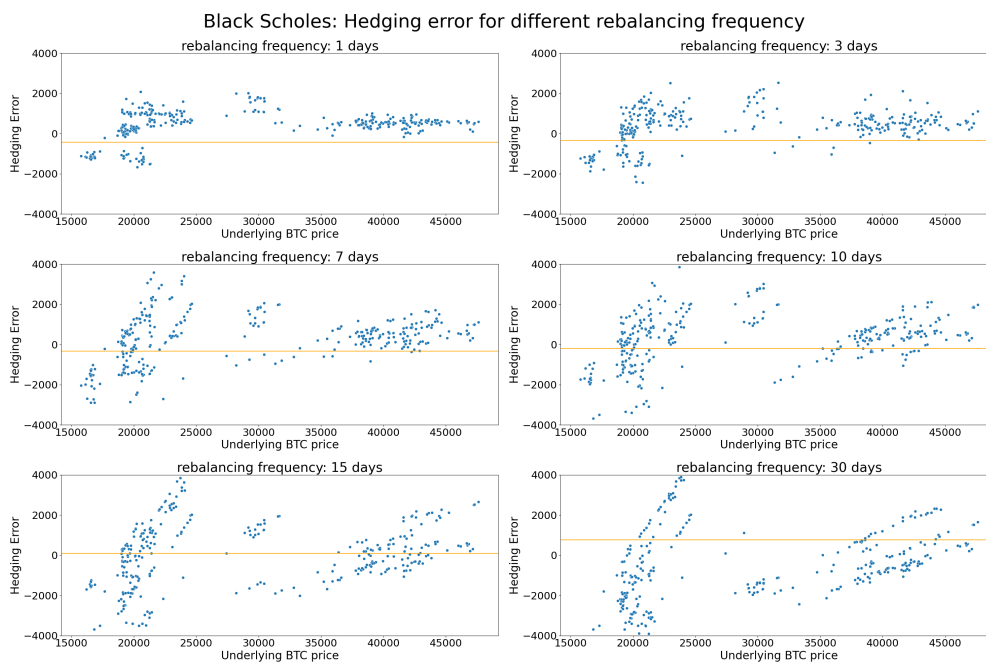 Black Scholes: Hedging error for different rebalancing frequency
rebalancing frequency: 1 days
4000
2000
0
−2000
−4000
Hedging Error
15000 20000 25000 30000 35000 40000 45000
Underlying BTC price
rebalancing frequency: 3 days
4000
2000
0
−2000
−4000
Hedging Error
15000 20000 25000 30000 35000 40000 45000
Underlying BTC price
rebalancing frequency: 7 days
4000
2000
0
−2000
−4000
Hedging Error
15000 20000 25000 30000 35000 40000 45000
Underlying BTC price
rebalancing frequency: 10 days
4000
2000
0
−2000
−4000
Hedging Error
15000 20000 25000 30000 35000 40000 45000
Underlying BTC price
rebalancing frequency: 15 days
4000
2000
0
−2000
−4000
Hedging Error
15000 20000 25000 30000 35000 40000 45000
Underlying BTC price
rebalancing frequency: 30 days
4000
2000
0
−2000
−4000
Hedging Error
15000 20000 25000 30000 35000 40000 45000
Underlying BTC price